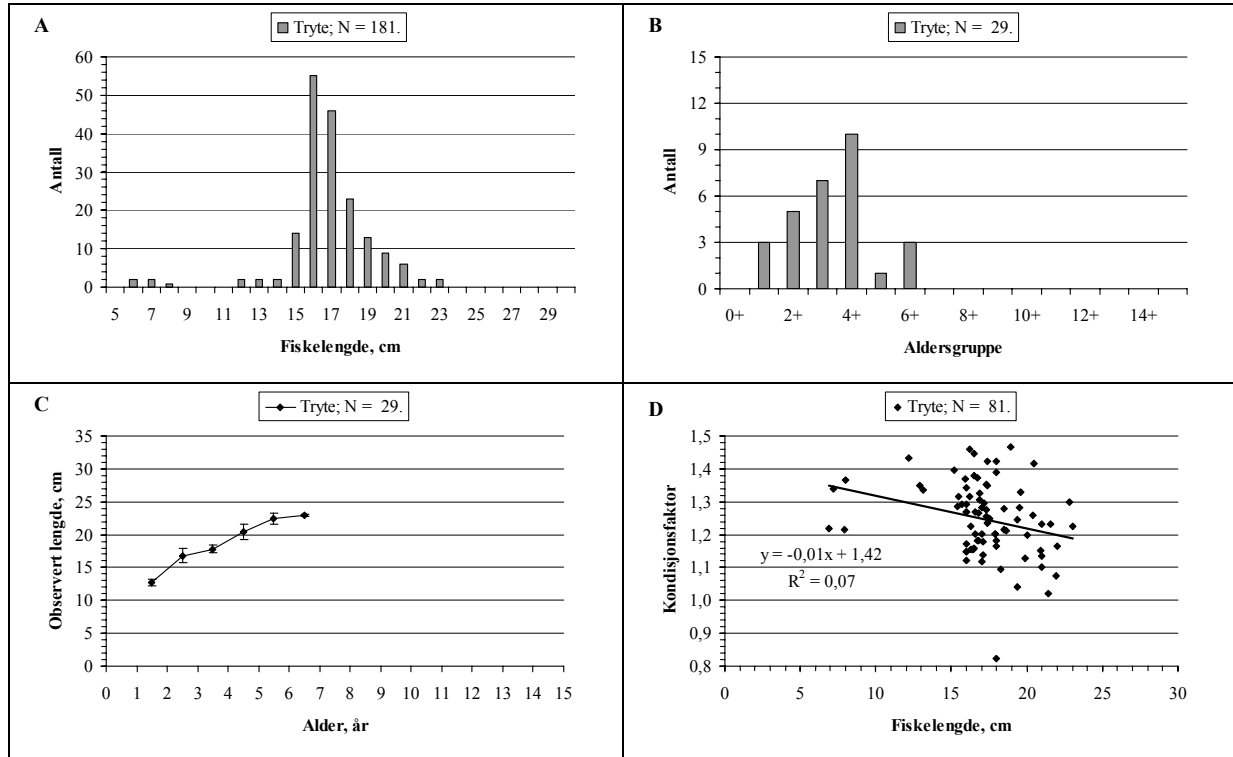 A
Tryte; N = 181.
Antall
60
50
40
30
20
10
0
5 7 9 11 13 15 17 19 21 23 25 27 29
Fiskelengde, cm
B
Tryte; N = 29.
Antall
15
12
9
6
3
0
0+ 2+ 4+ 6+ 8+ 10+ 12+ 14+
Aldersgruppe
C
Tryte; N = 29.
Observert lengde, cm
35
30
25
20
15
10
5
0
0 1 2 3 4 5 6 7 8 9 10 11 12 13 14 15
Alder, år
D
Tryte; N = 81.
Kondisjonsfaktor
1,5
1,4
1,3
1,2
1,1
1,0
0,9
0,8
y = -0,01x + 1,42
R² = 0,07
0 5 10 15 20 25 30
Fiskelengde, cm